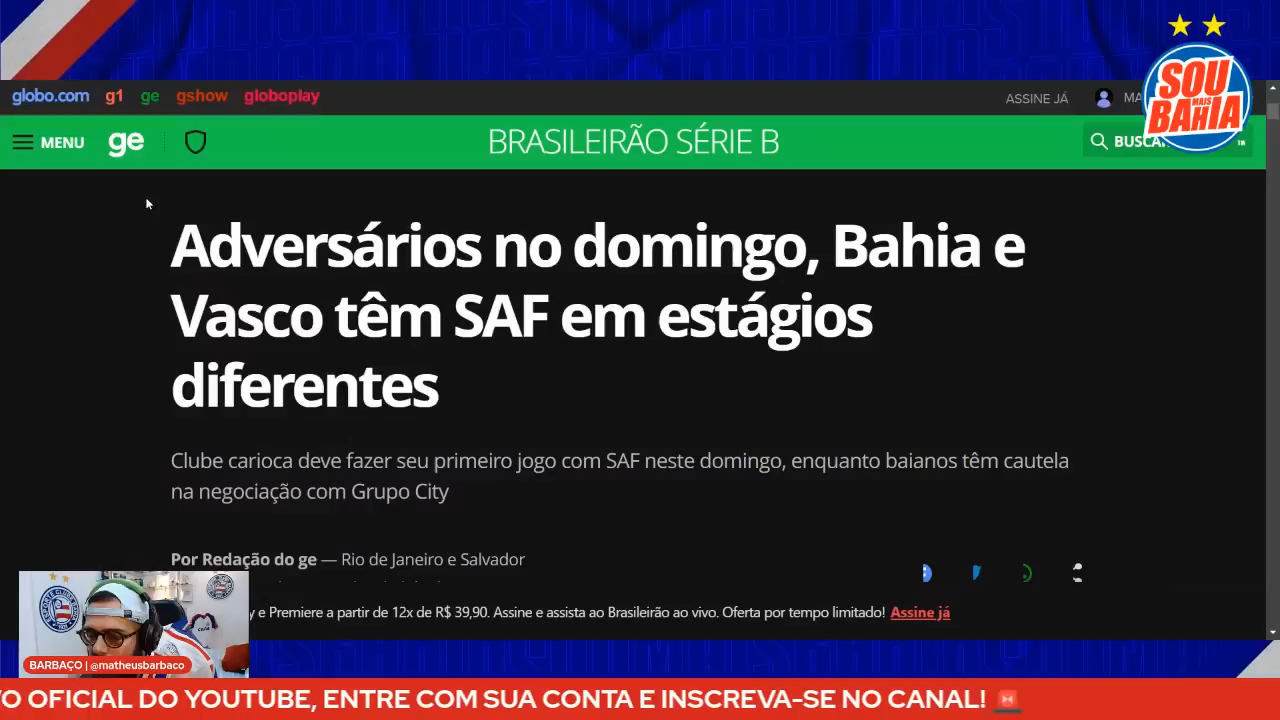 globo.com g1 ge gshow globoplay ASSINE JÁ
SOU
MAIS
BAHIA
MENU ge BRASILEIRÃO SÉRIE B
Adversários no domingo, Bahia e
Vasco têm SAF em estágios
diferentes
Clube carioca deve fazer seu primeiro jogo com SAF neste domingo, enquanto baianos têm cautela
na negociação com Grupo City
Por Redação do ge — Rio de Janeiro e Salvador
y e Premiere a partir de 12x de R$ 39,90. Assine e assista ao Brasileirão ao vivo. Oferta por tempo limitado! Assine já
BARBAÇO | @matheusbarbaco
VO OFICIAL DO YOUTUBE, ENTRE COM SUA CONTA E INSCREVA-SE NO CANAL!